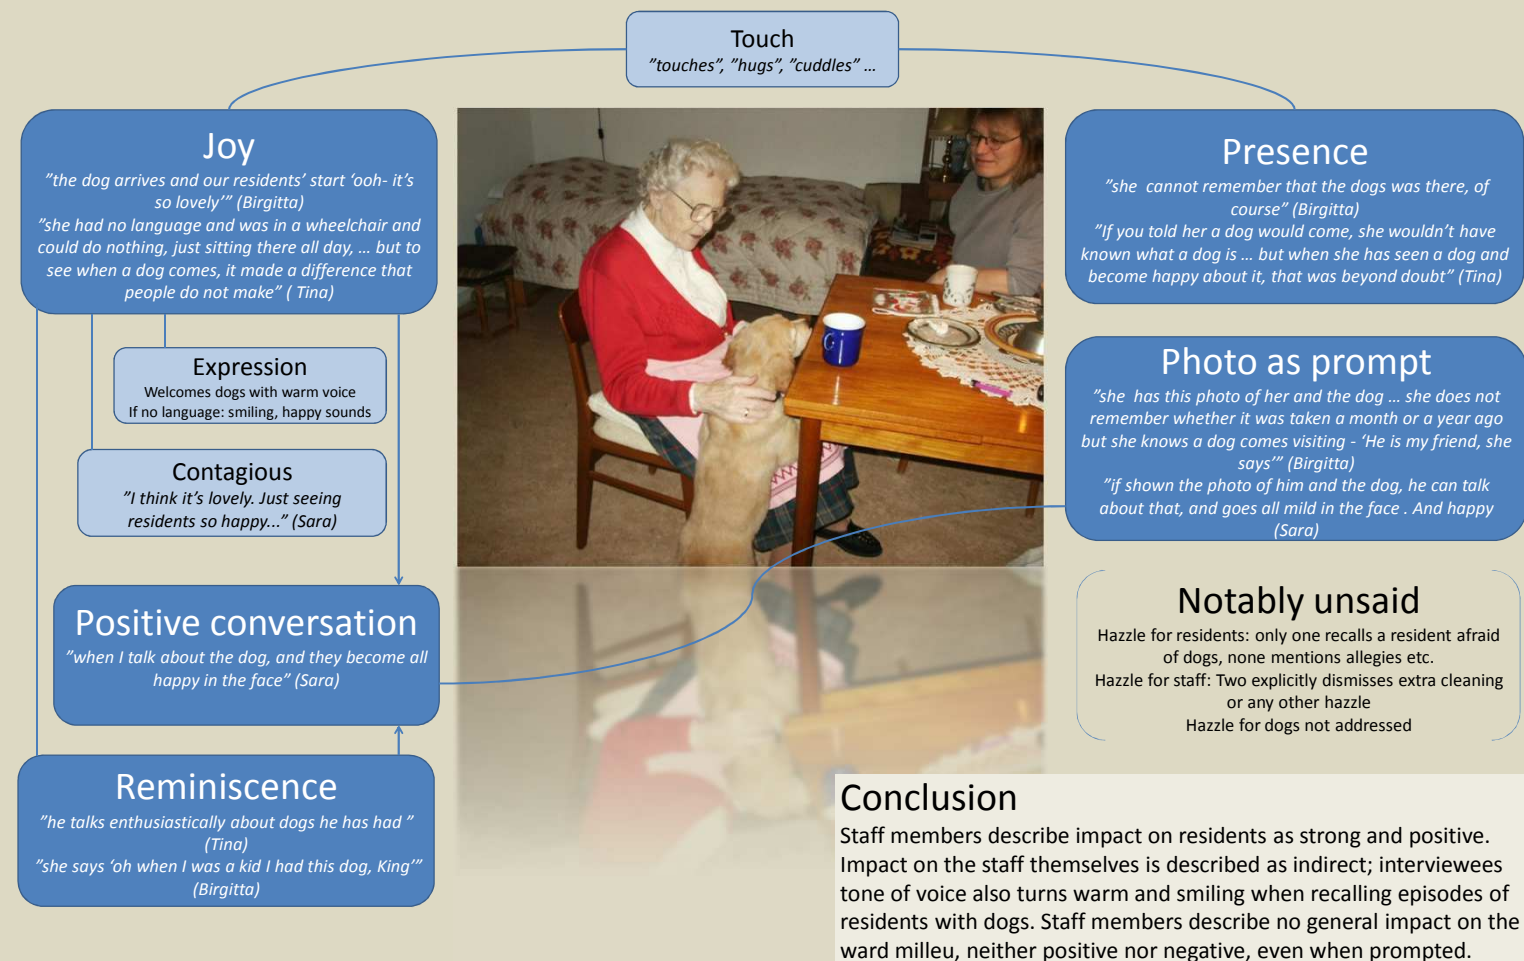 Touch
"touches", "hugs", "cuddles" ...
Joy
"the dog arrives and our residents' start 'ooh- it's
so lovely'" (Birgitta)
"she had no language and was in a wheelchair and
could do nothing, just sitting there all day, ... but to
see when a dog comes, it made a difference that
people do not make" ( Tina)
Expression
Welcomes dogs with warm voice
If no language: smiling, happy sounds
Contagious
"I think it's lovely. Just seeing
residents so happy..." (Sara)
Positive conversation
"when I talk about the dog, and they become all
happy in the face" (Sara)
Reminiscence
"he talks enthusiastically about dogs he has had "
(Tina)
"she says 'oh when I was a kid I had this dog, King'"
(Birgitta)
Presence
"she  cannot remember that the dogs was there, of
course" (Birgitta)
"If you told her a dog would come, she wouldn't have
known what a dog is ... but when she has seen a dog and
become happy about it, that was beyond doubt" (Tina)
Photo as prompt
"she  has this photo of her and the dog ... she does not
remember whether it was taken a month or a year ago
but she knows a dog comes visiting - 'He is my friend, she
says'" (Birgitta)
"if shown the photo of him and the dog, he can talk
about that, and goes all mild in the face . And happy
(Sara)
Notably unsaid
Hazzle for residents: only one recalls a resident afraid
of dogs, none mentions allegies etc.
Hazzle for staff: Two explicitly dismisses extra cleaning
or any other hazzle
Hazzle for dogs not addressed
Conclusion
Staff members describe impact on residents as strong and positive.
Impact on the staff themselves is described as indirect; interviewees
tone of voice also turns warm and smiling when recalling episodes of
residents with dogs. Staff members describe no general impact on the
ward milleu, neither positive nor negative, even when prompted.